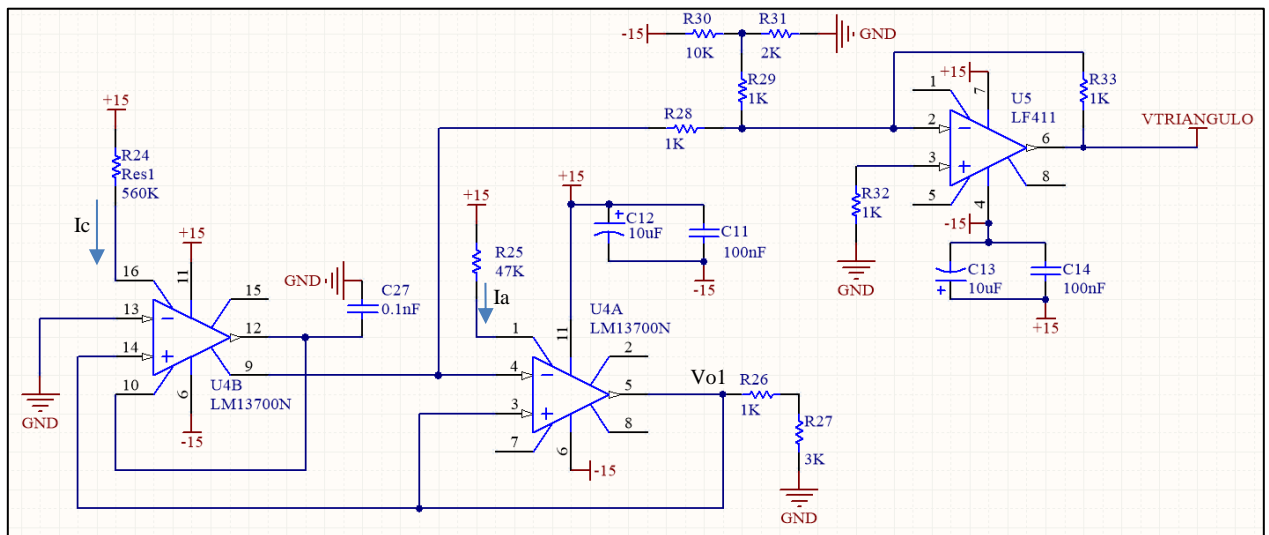 R30
R31
-15
GND
10K
2K
+15
R33
1K
R29
1K
1
7
U5
LF411
R28
1K
2
6
VTRIANGULO
+15
R24
Res1
560K
3
8
5
4
R32
1K
-15
+15
+15
C12
10uF
C11
100nF
Ic
+15
R25
47K
C13
10uF
C14
100nF
GND
-15
+15
16
11
15
GND
C27
0.1nF
Ia
U4A
LM13700N
13
12
1
11
2
14
9
4
5
Vo1
R26
1K
10
6
U4B
LM13700N
3
8
R27
3K
GND
-15
7
6
-15
GND